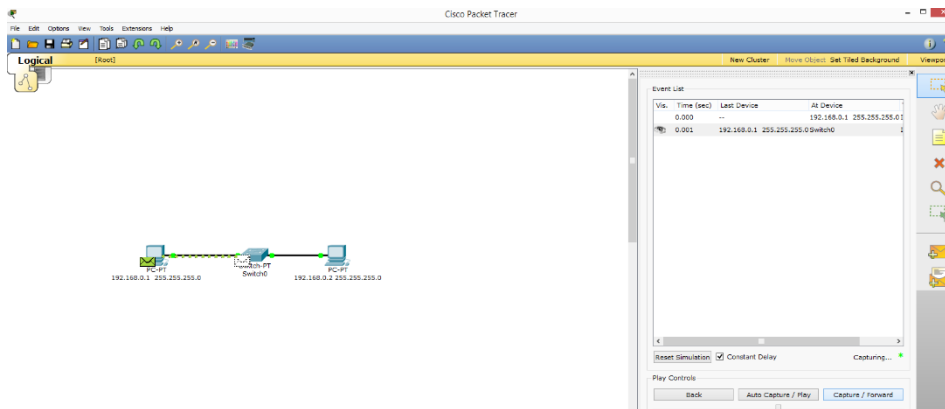 Cisco Packet Tracer
File Edit Options View Tools Extensions Help
Logical
[Root]
New Cluster
Move Object
Set Tiled Background
Viewport
Event List
Vis. Time (sec) Last Device At Device
0.000 -- 192.168.0.1 255.255.255.0
0.001 192.168.0.1 255.255.255.0 Switch0
PC-PT
192.168.0.1 255.255.255.0
Switch0
PC-PT
192.168.0.2 255.255.255.0
Reset Simulation Constant Delay Capturing...
Play Controls
Back Auto Capture / Play Capture / Forward